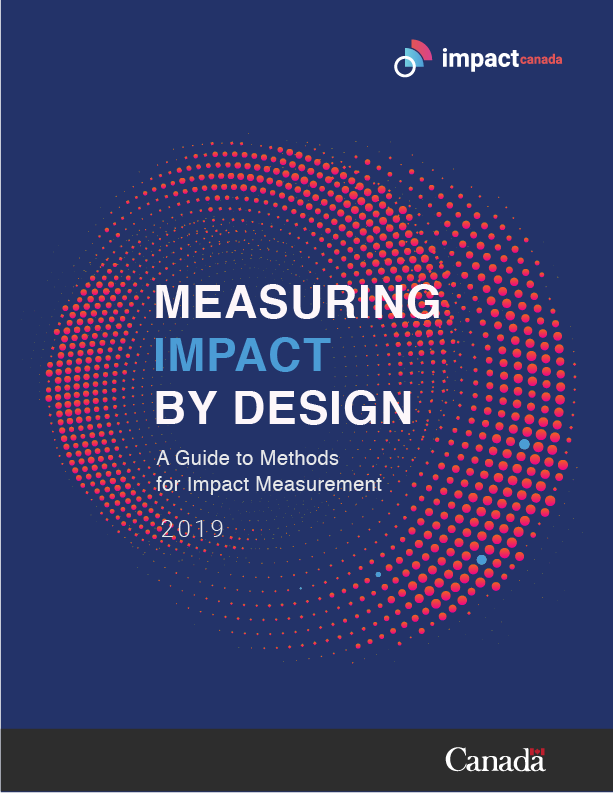 impactcanada
MEASURING
IMPACT
BY DESIGN
A Guide to Methods
for Impact Measurement
2019
Canada